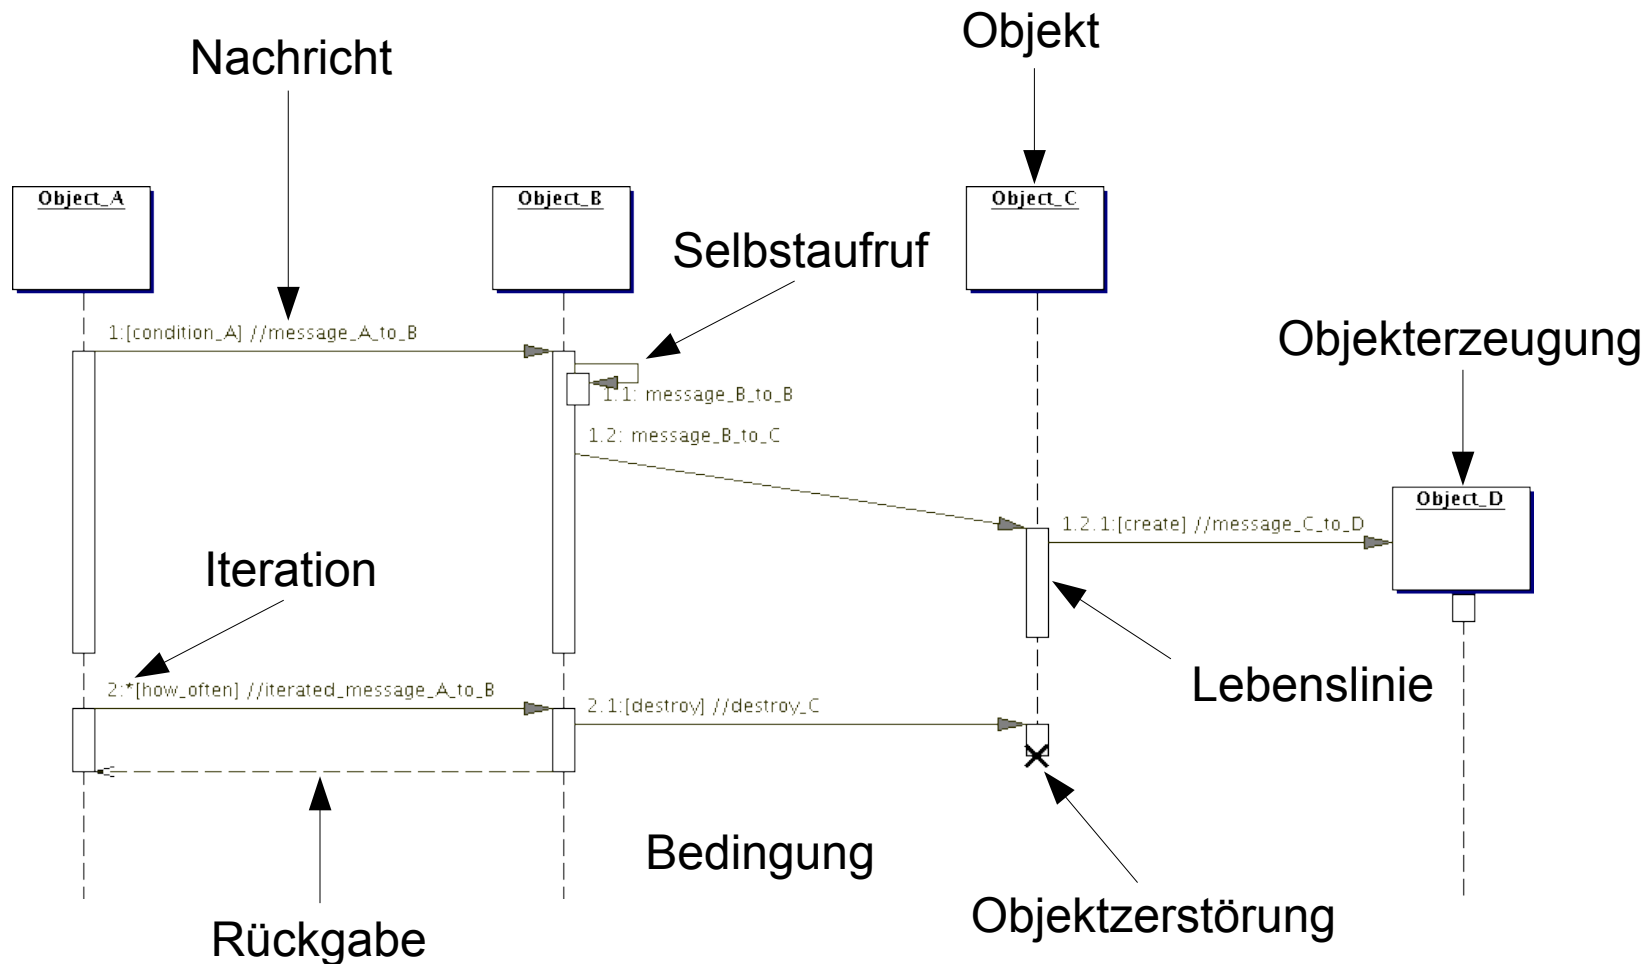 Objekt
Nachricht
Object_A
Object_B
Object_C
Selbstaufruf
1:[condition_A] //message_A_to_B
Objekterzeugung
1.1: message_B_to_B
1.2: message_B_to_C
Object_D
1.2.1:[create] //message_C_to_D
Iteration
Lebenslinie
2:*[how_often] //iterated_message_A_to_B
2.1:[destroy] //destroy_C
Bedingung
Objektzerstörung
Rückgabe